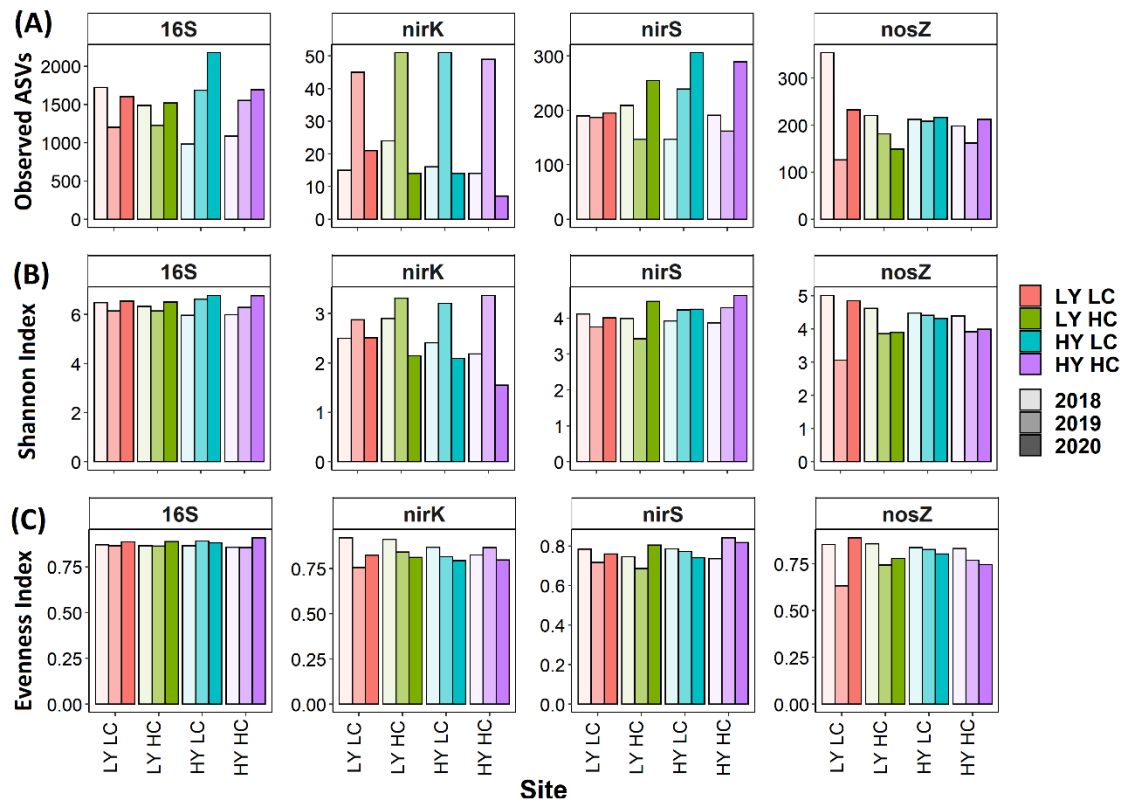 (A)
16S
nirK
nirS
nosZ
Observed ASVs
2000
1500
1000
500
0
50
40
30
20
10
0
300
200
100
0
300
200
100
0
(B)
16S
nirK
nirS
nosZ
Shannon Index
6
4
2
0
3
2
1
0
4
2
0
5
4
3
2
1
0
LY LC
LY HC
HY LC
HY HC
2018
2019
2020
(C)
16S
nirK
nirS
nosZ
Evenness Index
0.75
0.50
0.25
0.00
0.75
0.50
0.25
0.00
0.8
0.6
0.4
0.2
0.0
0.75
0.50
0.25
0.00
LY LC
LY HC
HY LC
HY HC
LY LC
LY HC
HY LC
HY HC
LY LC
LY HC
HY LC
HY HC
LY LC
LY HC
HY LC
HY HC
Site